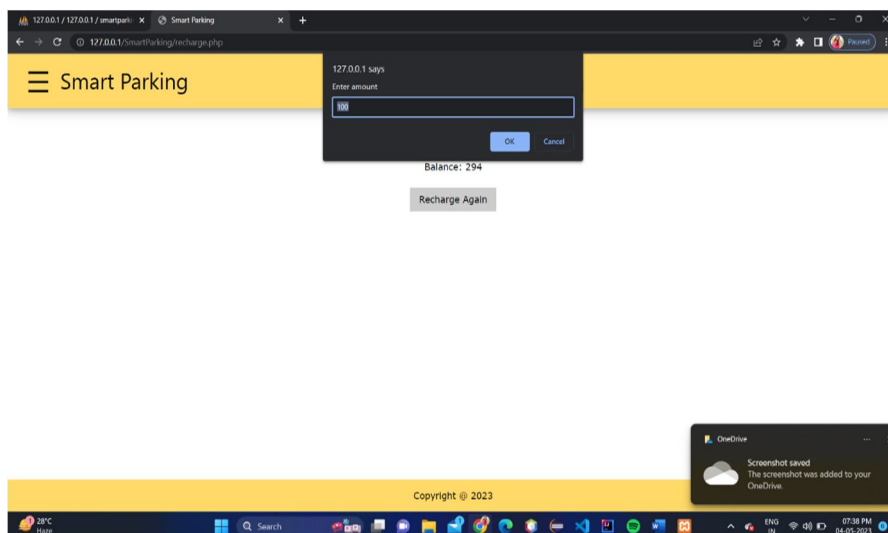 127.0.0.1 / 127.0.0.1 / smartparki
Smart Parking
127.0.0.1/SmartParking/recharge.php
Paused
Smart Parking
127.0.0.1 says
Enter amount
100
OK
Cancel
Balance: 294
Recharge Again
OneDrive
Screenshot saved
The screenshot was added to your
OneDrive.
Copyright @ 2023
28°C
Haze
Search
ENG
IN
07:38 PM
04-05-2023